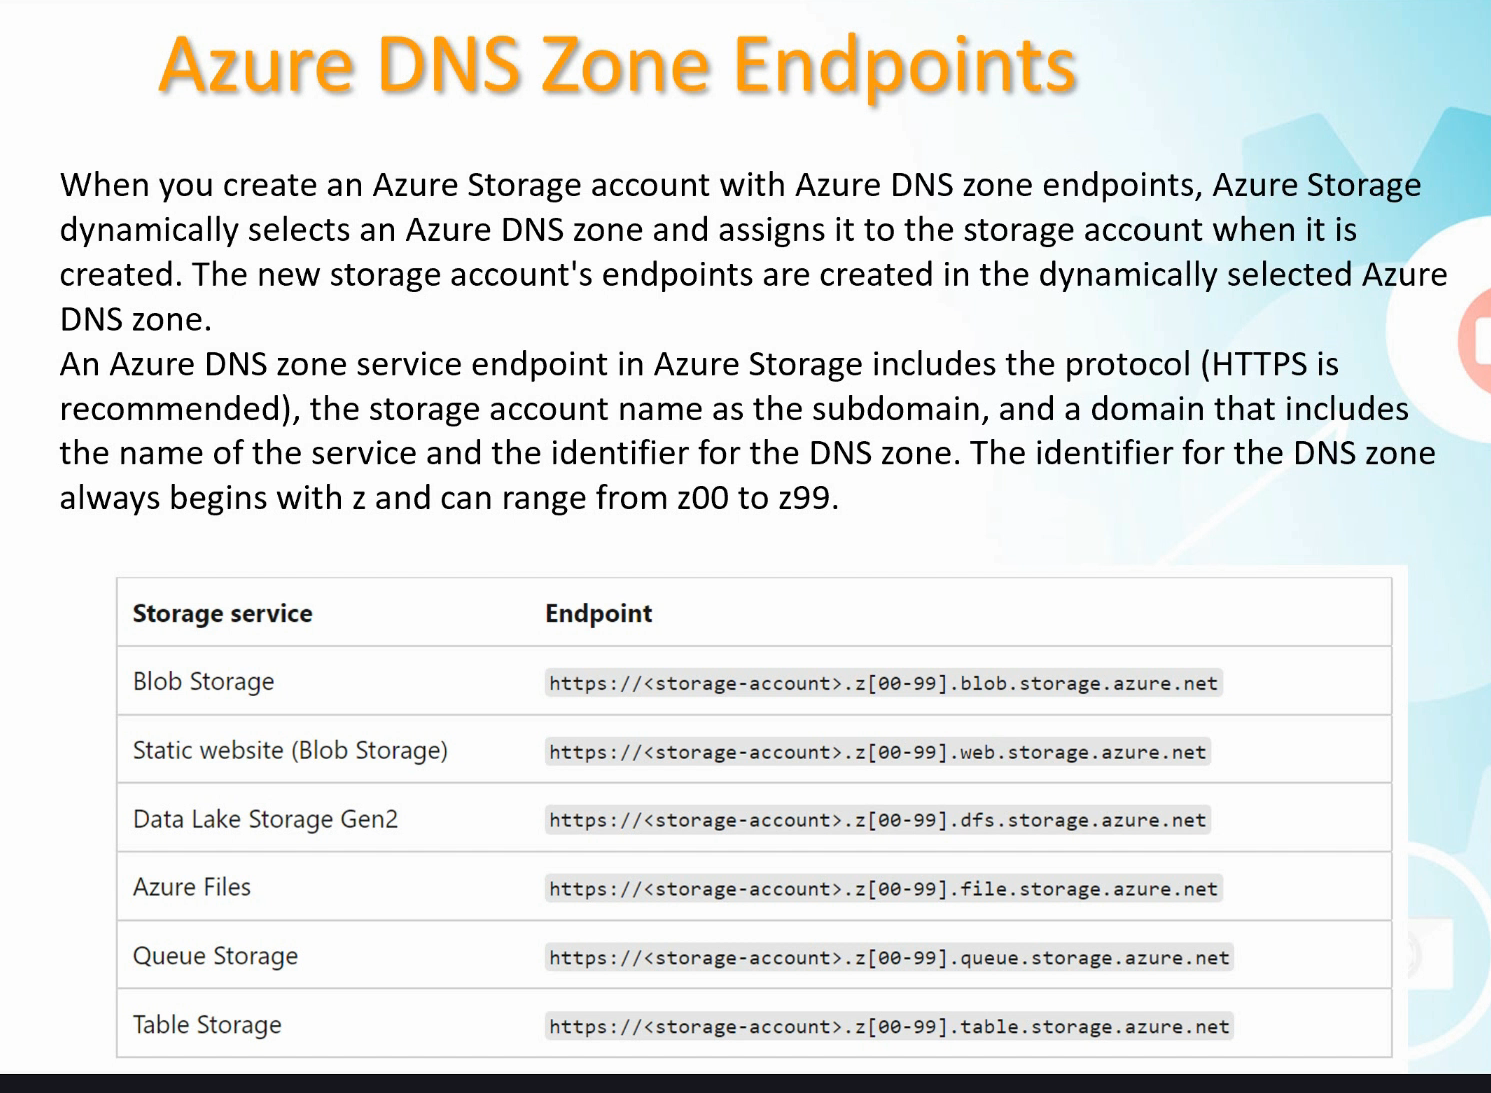 Azure DNS Zone Endpoints
When you create an Azure Storage account with Azure DNS zone endpoints, Azure Storage
dynamically selects an Azure DNS zone and assigns it to the storage account when it is
created. The new storage account's endpoints are created in the dynamically selected Azure
DNS zone.
An Azure DNS zone service endpoint in Azure Storage includes the protocol (HTTPS is
recommended), the storage account name as the subdomain, and a domain that includes
the name of the service and the identifier for the DNS zone. The identifier for the DNS zone
always begins with z and can range from z00 to z99.
Storage service Endpoint
Blob Storage https://<storage-account>.z[00-99].blob.storage.azure.net
Static website (Blob Storage) https://<storage-account>.z[00-99].web.storage.azure.net
Data Lake Storage Gen2 https://<storage-account>.z[00-99].dfs.storage.azure.net
Azure Files https://<storage-account>.z[00-99].file.storage.azure.net
Queue Storage https://<storage-account>.z[00-99].queue.storage.azure.net
Table Storage https://<storage-account>.z[00-99].table.storage.azure.net